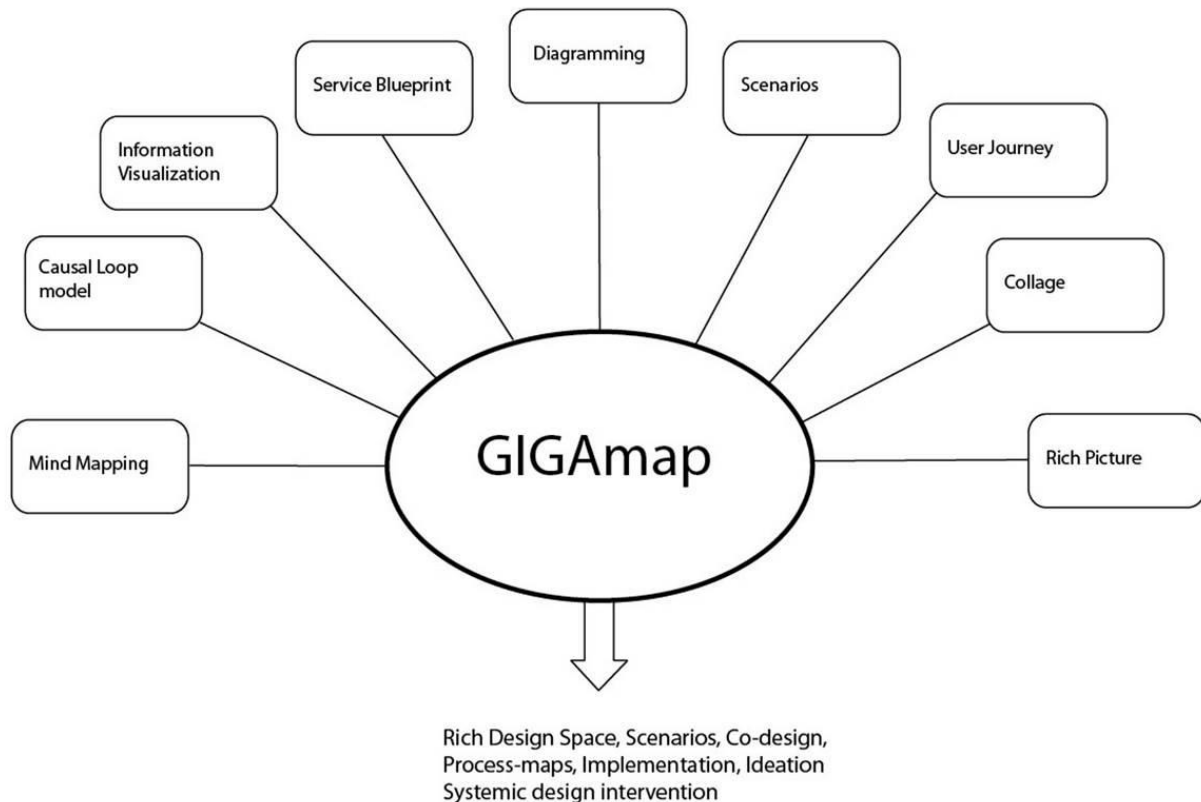 Diagramming
Service Blueprint
Scenarios
Information
Visualization
User Journey
Causal Loop
model
Collage
Mind Mapping
GIGAmap
Rich Picture
Rich Design Space, Scenarios, Co-design,
Process-maps, Implementation, Ideation
Systemic design intervention